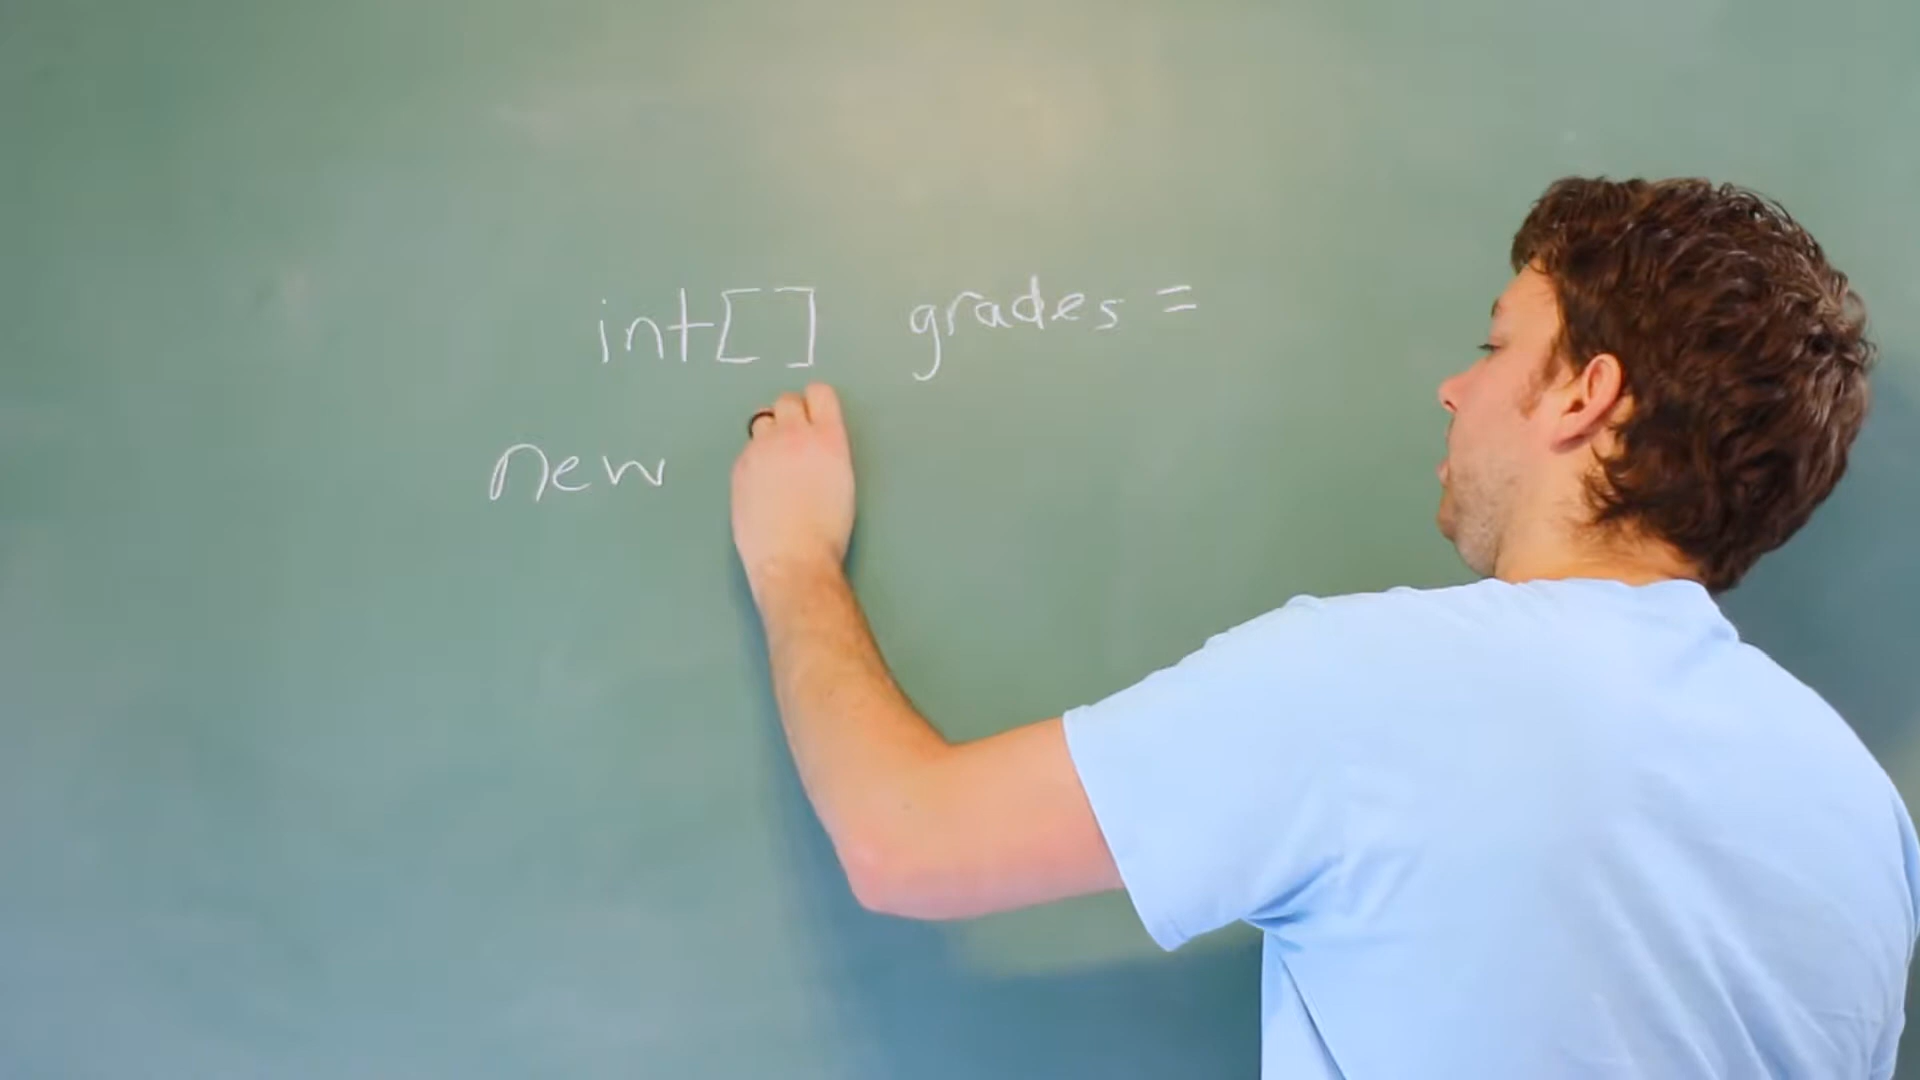 int[] grades =
new